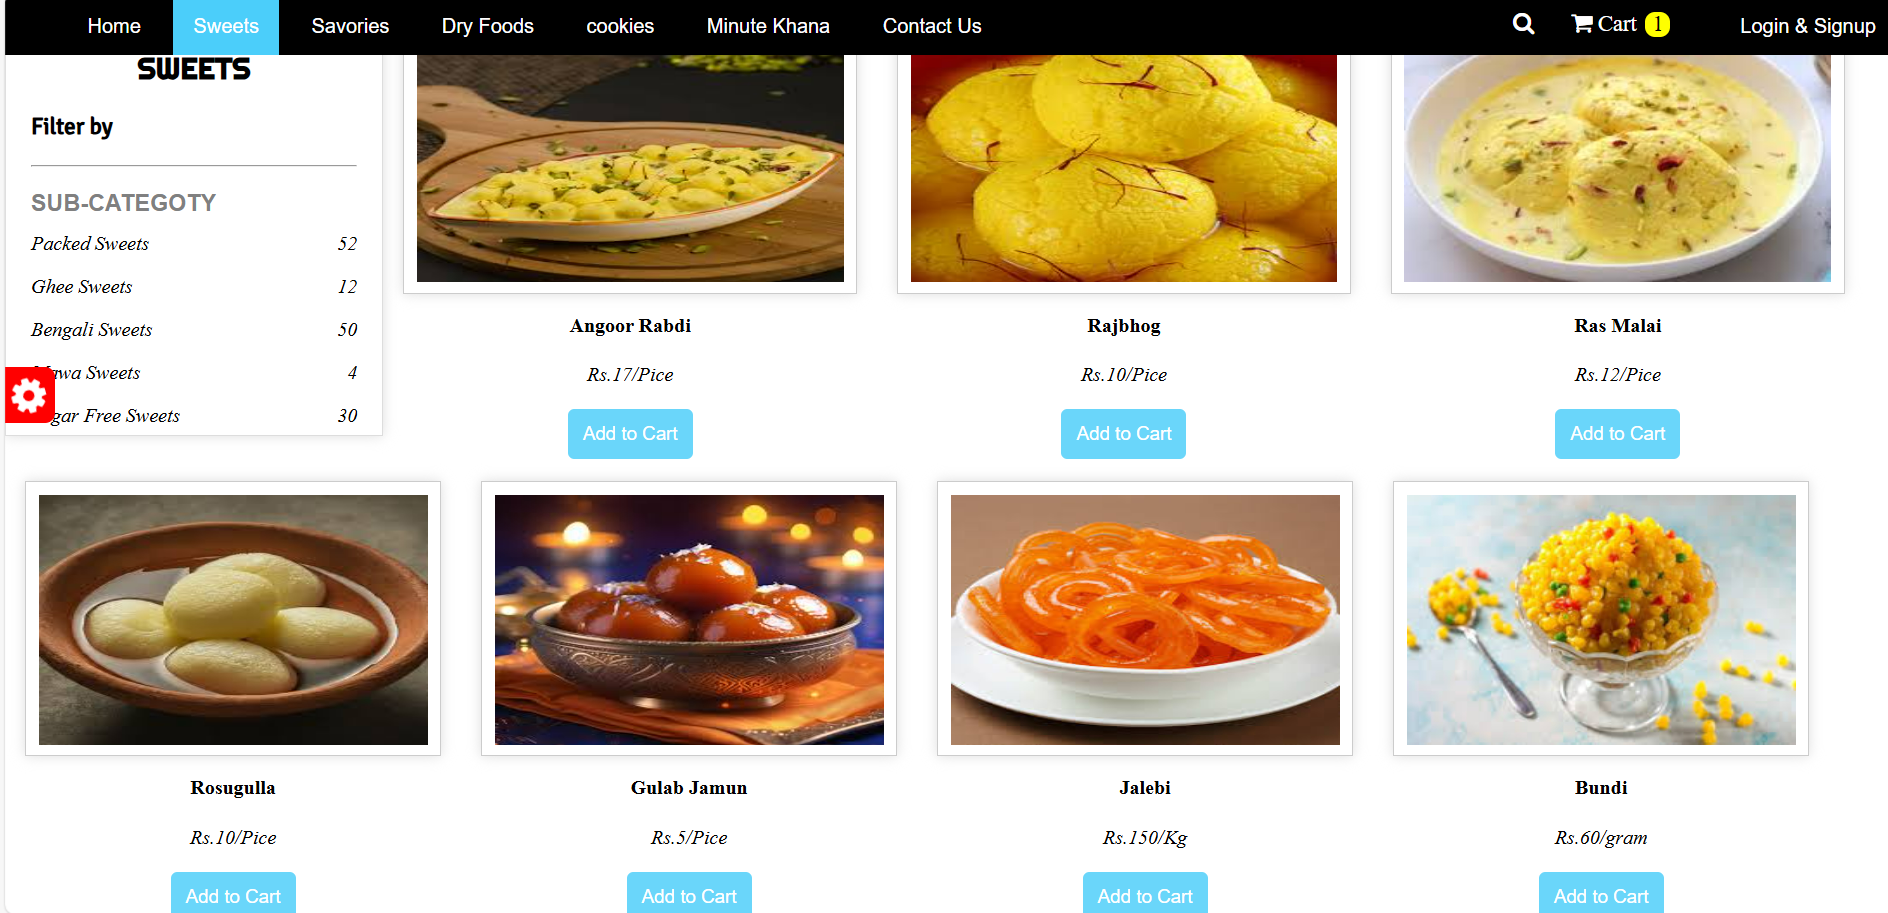 Home Sweets Savories Dry Foods cookies Minute Khana Contact Us Cart 1 Login & Signup
SWEETS
Filter by
SUB-CATEGOTY
Packed Sweets 52
Ghee Sweets 12
Bengali Sweets 50
Sweets 4
Free Sweets 30
Angoor Rabdi Rajbhog Ras Malai
Rs.17/Pice Rs.10/Pice Rs.12/Pice
Add to Cart Add to Cart Add to Cart
Rosugulla Gulab Jamun Jalebi Bundi
Rs.10/Pice Rs.5/Pice Rs.150/Kg Rs.60/gram
Add to Cart Add to Cart Add to Cart Add to Cart